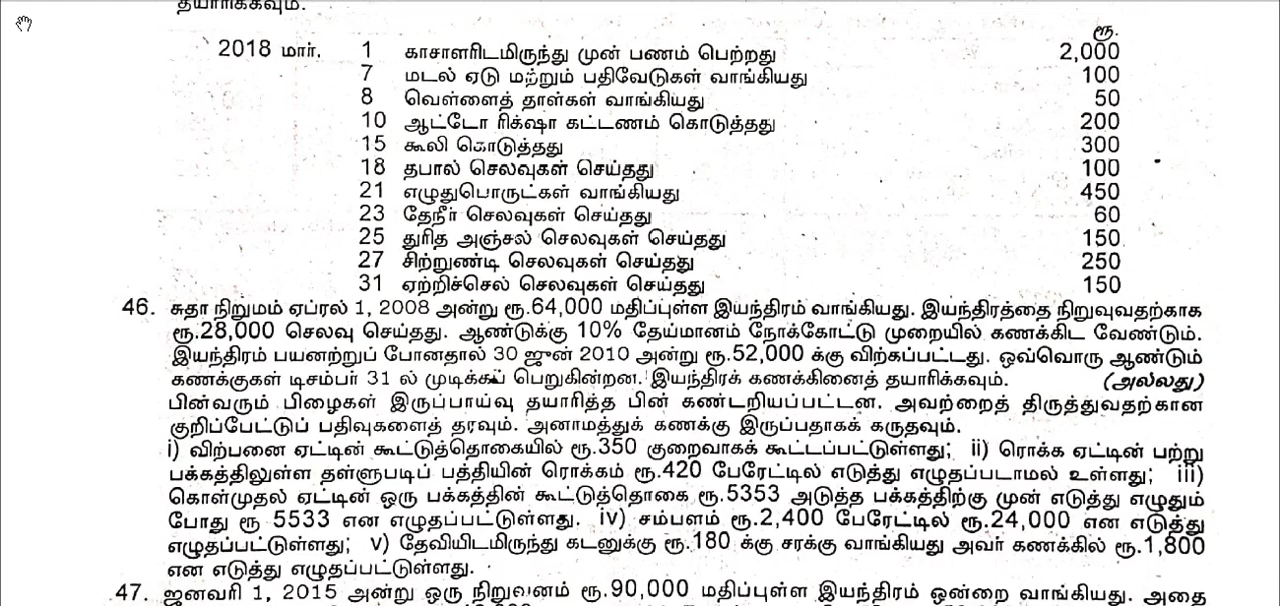 தயாரிக்கவும்.
ரூ.
2018 மார். 1 காசாளரிடமிருந்து முன் பணம் பெற்றது 2,000
7 மடல் ஏடு மற்றும் பதிவேடுகள் வாங்கியது 100
8 வெள்ளைத் தாள்கள் வாங்கியது 50
10 ஆட்டோ ரிக்‌ஷா கட்டணம் கொடுத்தது 200
15 கூலி கொடுத்தது 300
18 தபால் செலவுகள் செய்தது 100
21 எழுதுபொருட்கள் வாங்கியது 450
23 தேநீர் செலவுகள் செய்தது 60
25 துரித அஞ்சல் செலவுகள் செய்தது 150
27 சிற்றுண்டி செலவுகள் செய்தது 250
31 ஏற்றிச்செல் செலவுகள் செய்தது 150
46. சுதா நிறுமம் ஏப்ரல் 1, 2008 அன்று ரூ.64,000 மதிப்புள்ள இயந்திரம் வாங்கியது. இயந்திரத்தை நிறுவுவதற்காக
ரூ.28,000 செலவு செய்தது. ஆண்டுக்கு 10% தேய்மானம் நேர்க்கோட்டு முறையில் கணக்கிட வேண்டும்.
இயந்திரம் பயனற்றுப் போனதால் 30 ஜுன் 2010 அன்று ரூ.52,000 க்கு விற்கப்பட்டது. ஒவ்வொரு ஆண்டும்
கணக்குகள் டிசம்பர் 31 ல் முடிக்கப் பெறுகின்றன. இயந்திரக் கணக்கினைத் தயாரிக்கவும். (அல்லது)
பின்வரும் பிழைகள் இருப்பாய்வு தயாரித்த பின் கண்டறியப்பட்டன. அவற்றைத் திருத்துவதற்கான
குறிப்பேட்டுப் பதிவுகளைத் தரவும். அனாமத்துக் கணக்கு இருப்பதாகக் கருதவும்.
i) விற்பனை ஏட்டின் கூட்டுத்தொகையில் ரூ.350 குறைவாகக் கூட்டப்பட்டுள்ளது; ii) ரொக்க ஏட்டின் பற்று
பக்கத்திலுள்ள தள்ளுபடிப் பத்தியின் ரொக்கம் ரூ.420 பேரேட்டில் எடுத்து எழுதப்படாமல் உள்ளது; iii)
கொள்முதல் ஏட்டின் ஒரு பக்கத்தின் கூட்டுத்தொகை ரூ.5353 அடுத்த பக்கத்திற்கு முன் எடுத்து எழுதும்
போது ரூ 5533 என எழுதப்பட்டுள்ளது. iv) சம்பளம் ரூ.2,400 பேரேட்டில் ரூ.24,000 என எடுத்து
எழுதப்பட்டுள்ளது; v) தேவியிடமிருந்து கடனுக்கு ரூ.180 க்கு சரக்கு வாங்கியது அவர் கணக்கில் ரூ.1,800
என எடுத்து எழுதப்பட்டுள்ளது.
47. ஜனவரி 1, 2015 அன்று ஒரு நிறுவனம் ரூ.90,000 மதிப்புள்ள இயந்திரம் ஒன்றை வாங்கியது. அதை